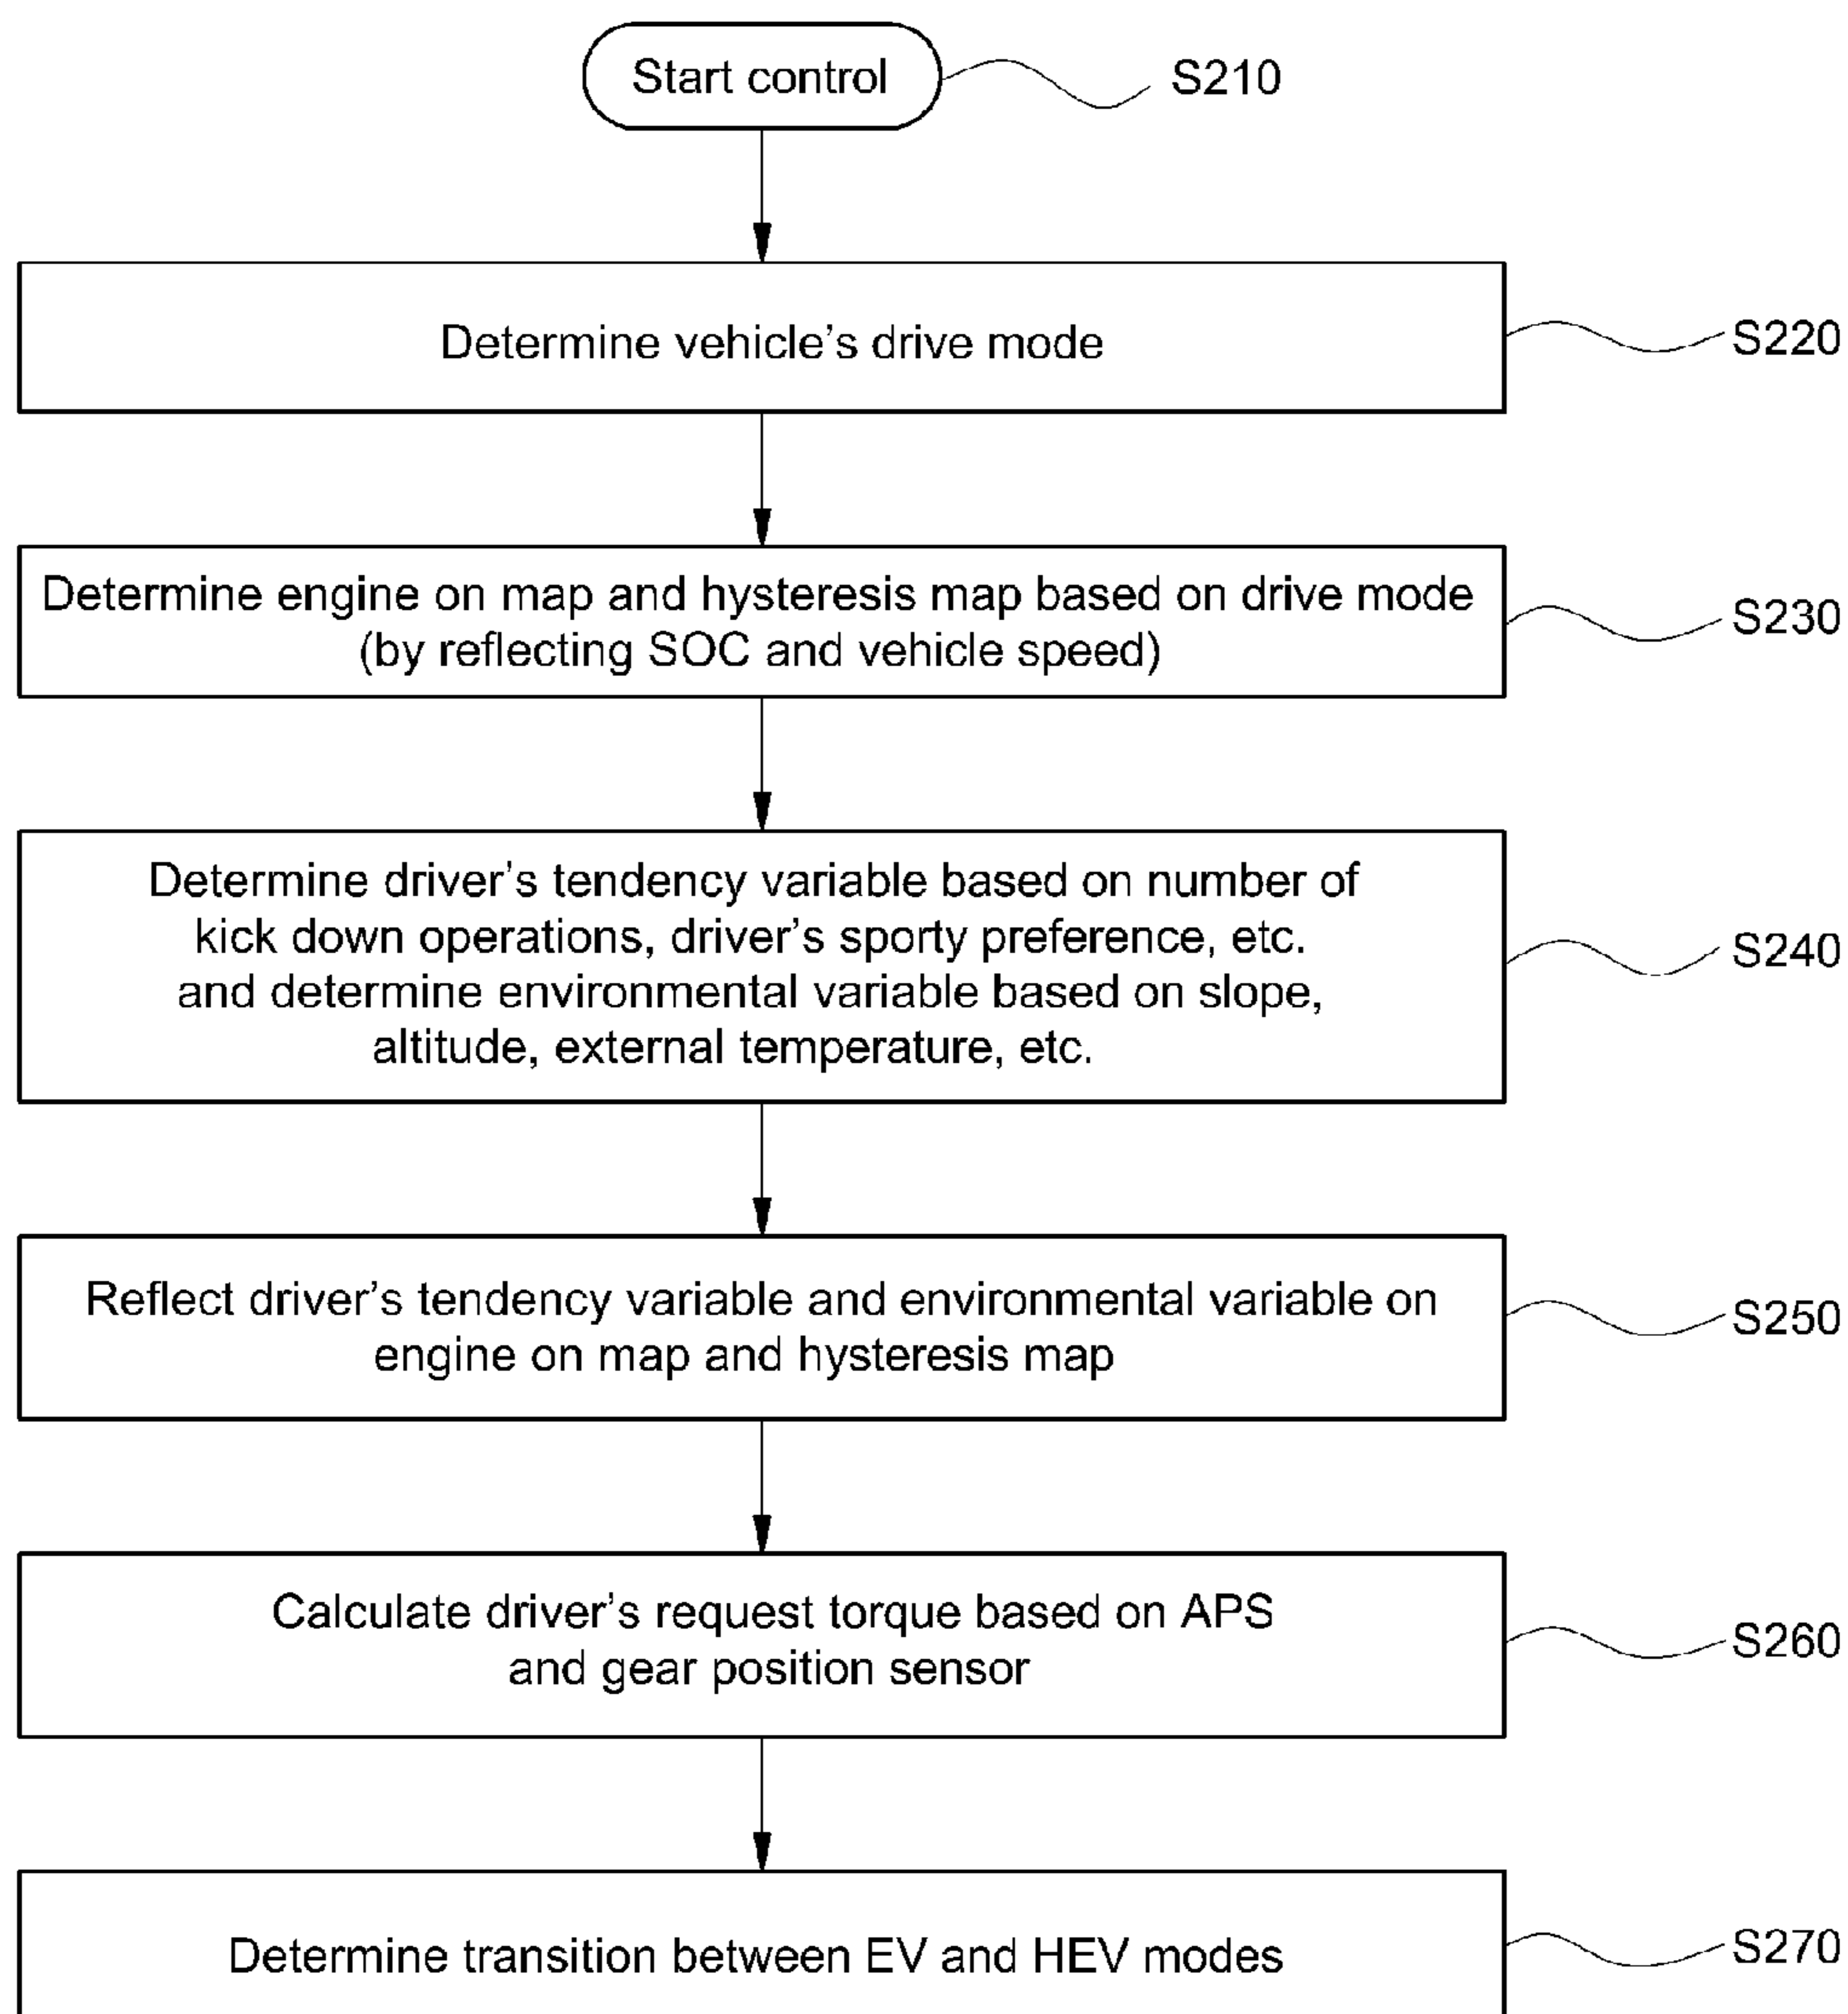 Start control
S210
Determine vehicle's drive mode
S220
Determine engine on map and hysteresis map based on drive mode
(by reflecting SOC and vehicle speed)
S230
Determine driver's tendency variable based on number of
kick down operations, driver's sporty preference, etc.
and determine environmental variable based on slope,
altitude, external temperature, etc.
S240
Reflect driver's tendency variable and environmental variable on
engine on map and hysteresis map
S250
Calculate driver's request torque based on APS
and gear position sensor
S260
Determine transition between EV and HEV modes
S270